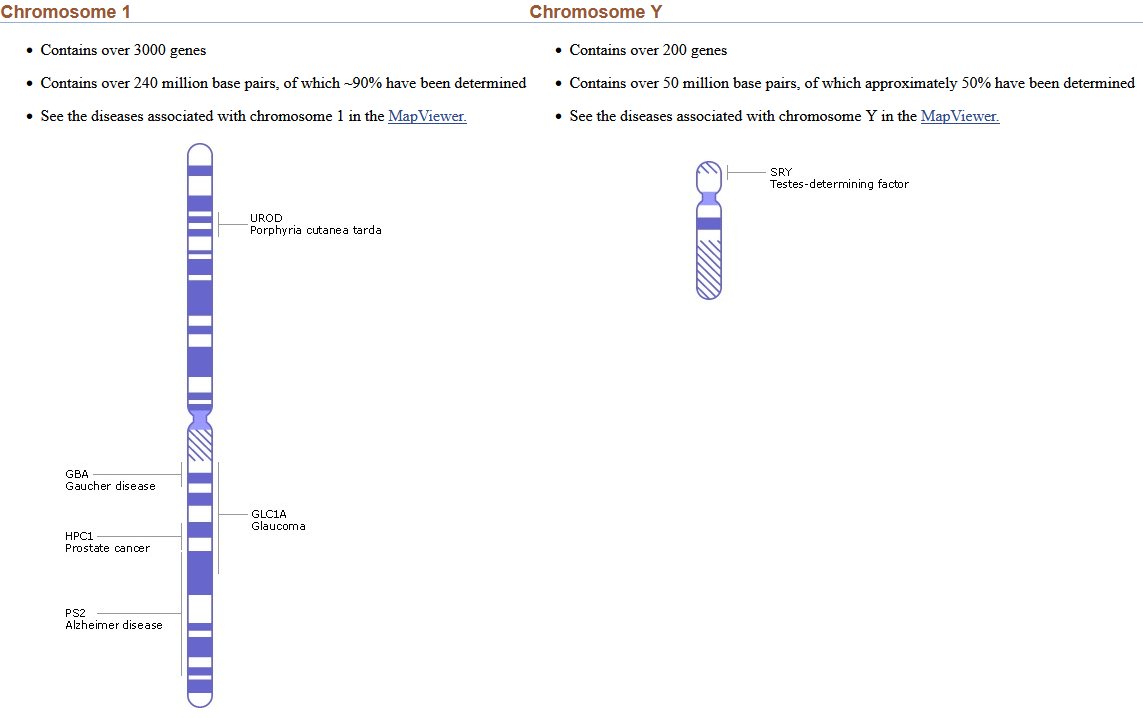 Chromosome 1
Contains over 3000 genes
Contains over 240 million base pairs, of which ~90% have been determined
See the diseases associated with chromosome 1 in the MapViewer.
UROD
Porphyria cutanea tarda
GBA
Gaucher disease
GLC1A
Glaucoma
HPC1
Prostate cancer
PS2
Alzheimer disease
Chromosome Y
Contains over 200 genes
Contains over 50 million base pairs, of which approximately 50% have been determined
See the diseases associated with chromosome Y in the MapViewer.
SRY
Testes-determining factor